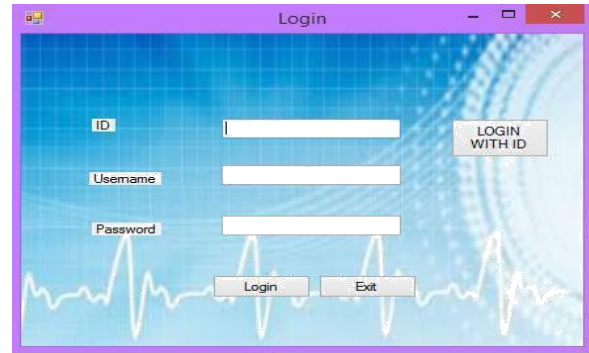 Login
ID
LOGIN
WITH ID
Username
Password
Login
Exit